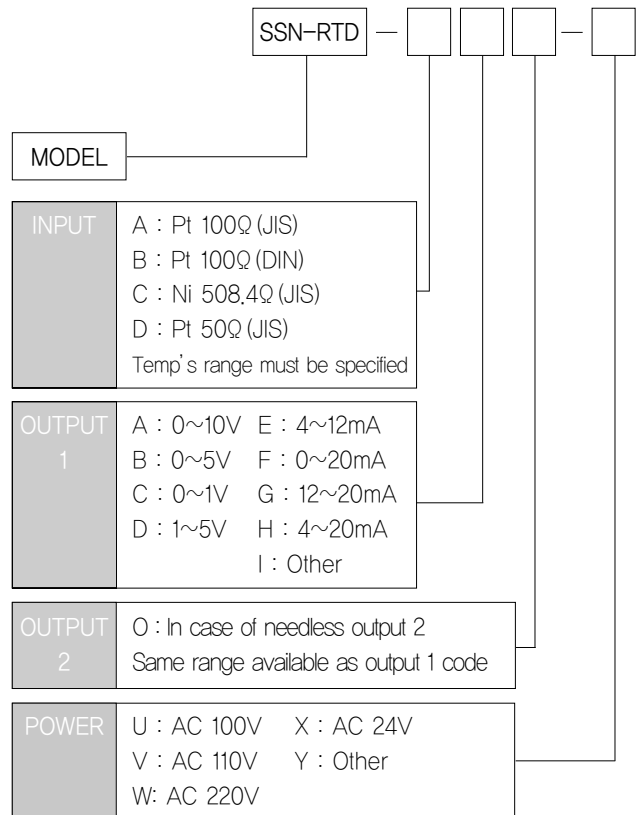 SSN-RTD — □ □ □ — □
MODEL
INPUT
A : Pt 100Ω (JIS)
B : Pt 100Ω (DIN)
C : Ni 508.4Ω (JIS)
D : Pt 50Ω (JIS)
Temp's range must be specified
OUTPUT 1
A : 0~10V E : 4~12mA
B : 0~5V F : 0~20mA
C : 0~1V G : 12~20mA
D : 1~5V H : 4~20mA
I : Other
OUTPUT 2
O : In case of needless output 2
Same range available as output 1 code
POWER
U : AC 100V X : AC 24V
V : AC 110V Y : Other
W: AC 220V